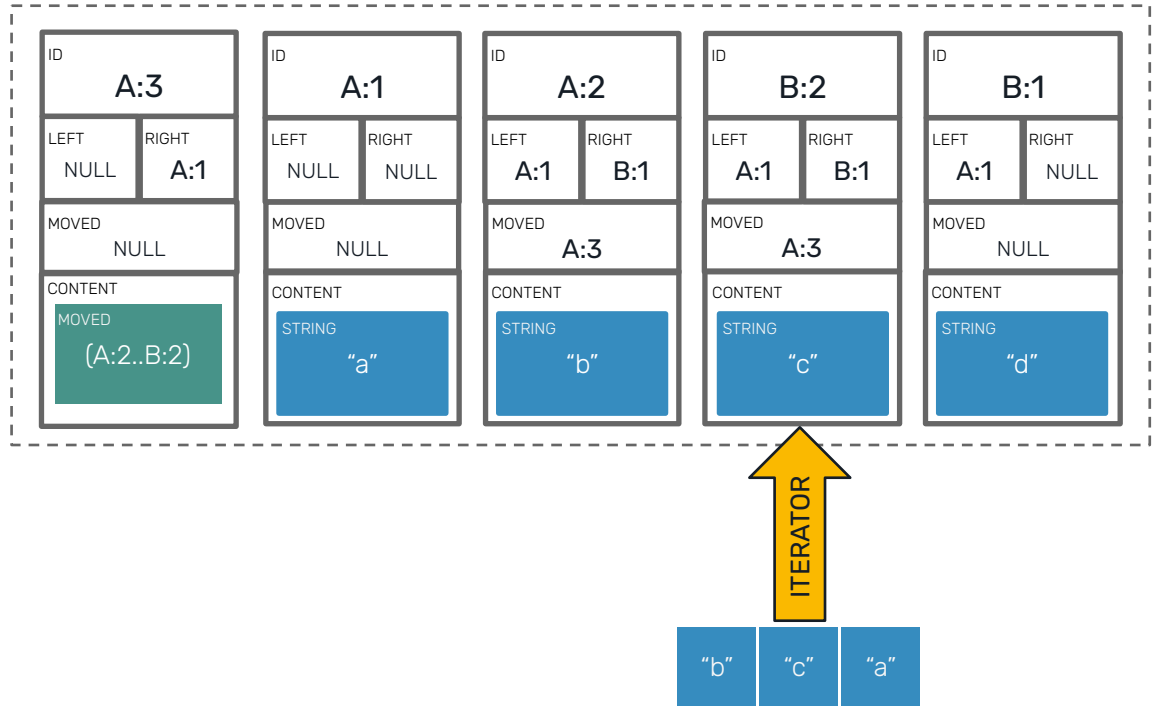 ID
A:3
LEFT
NULL
RIGHT
A:1
MOVED
NULL
CONTENT
MOVED
(A:2..B:2)
ID
A:1
LEFT
NULL
RIGHT
NULL
MOVED
NULL
CONTENT
STRING
“a”
ID
A:2
LEFT
A:1
RIGHT
B:1
MOVED
A:3
CONTENT
STRING
“b”
ID
B:2
LEFT
A:1
RIGHT
B:1
MOVED
A:3
CONTENT
STRING
“c”
ID
B:1
LEFT
A:1
RIGHT
NULL
MOVED
NULL
CONTENT
STRING
“d”
ITERATOR
“b”
“c”
“a”